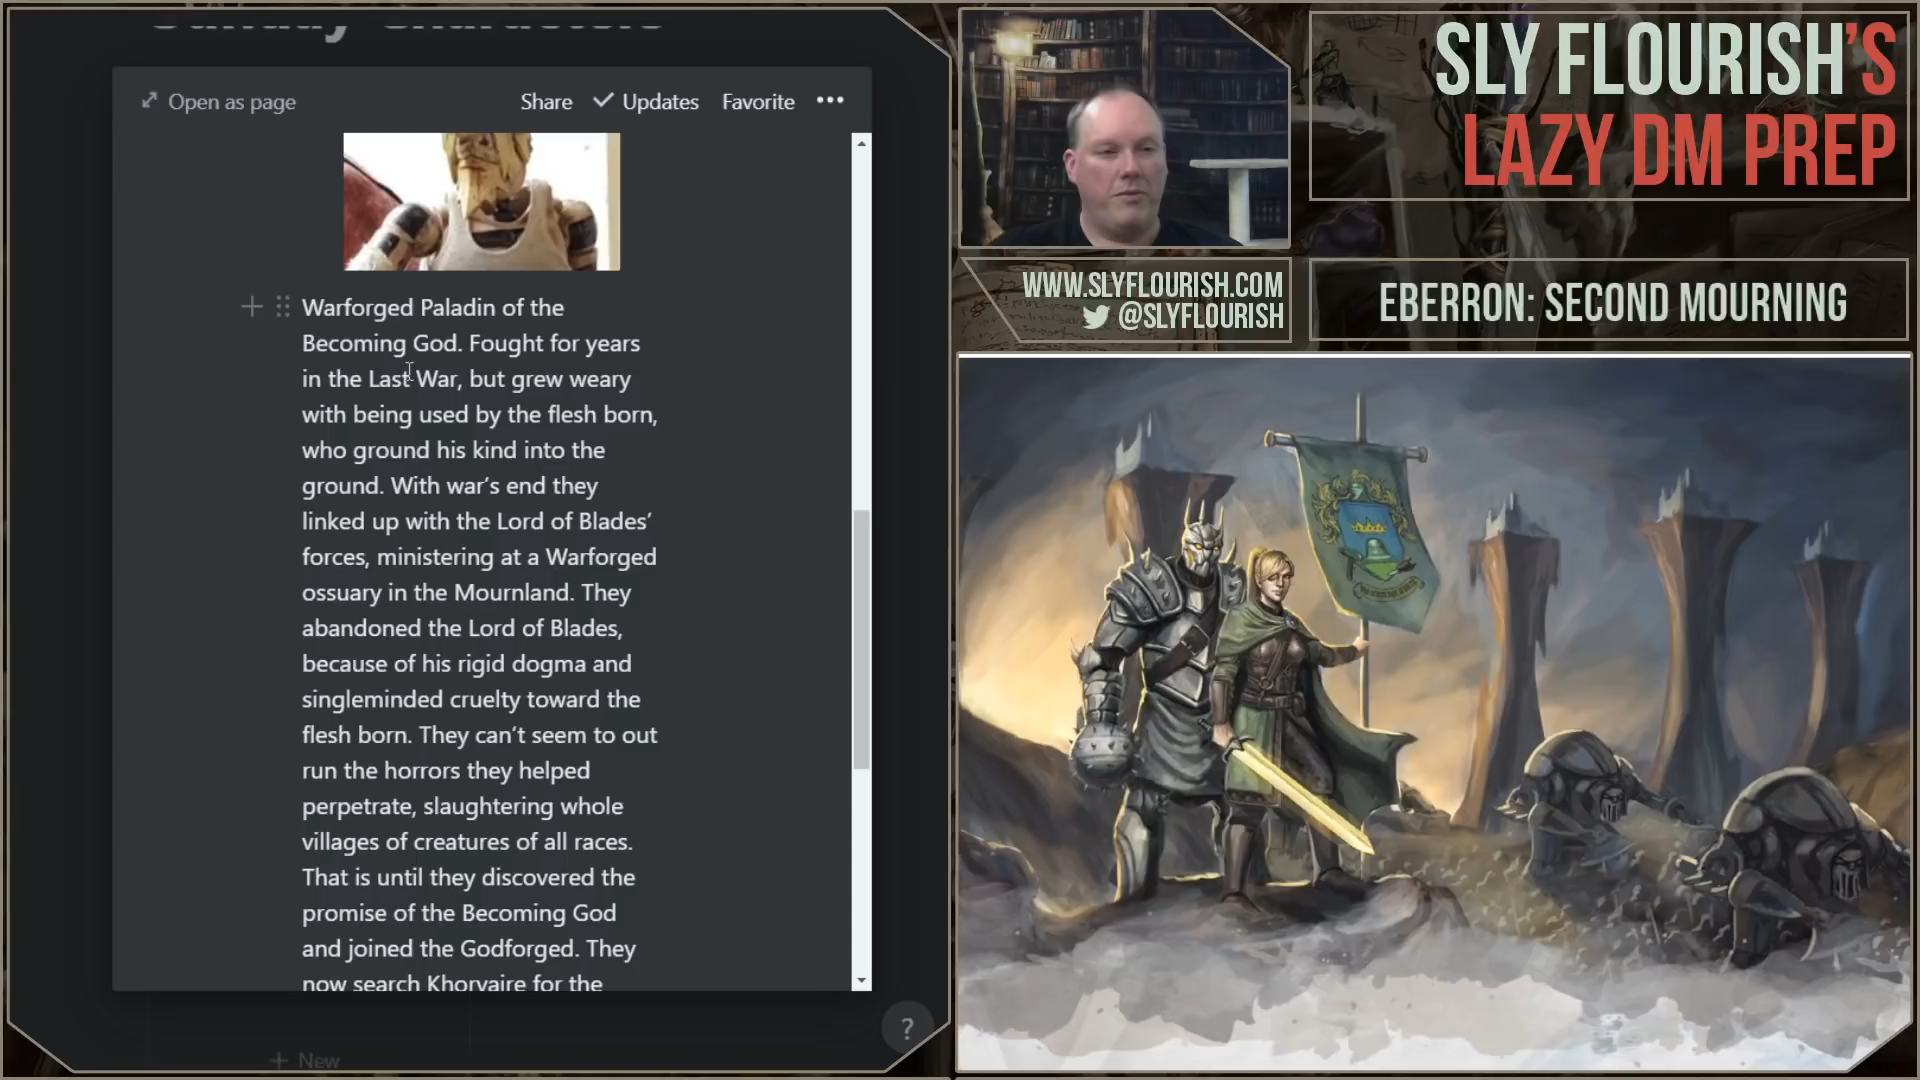 Sunday Characters
Open as page
Share
Updates
Favorite
Warforged Paladin of the
Becoming God. Fought for years
in the Last War, but grew weary
with being used by the flesh born,
who ground his kind into the
ground. With war’s end they
linked up with the Lord of Blades’
forces, ministering at a Warforged
ossuary in the Mournland. They
abandoned the Lord of Blades,
because of his rigid dogma and
singleminded cruelty toward the
flesh born. They can’t seem to out
run the horrors they helped
perpetrate, slaughtering whole
villages of creatures of all races.
That is until they discovered the
promise of the Becoming God
and joined the Godforged. They
now search Khorvaire for the
?
New
SLY FLOURISH’S
LAZY DM PREP
WWW.SLYFLOURISH.COM
@SLYFLOURISH
EBERRON: SECOND MOURNING